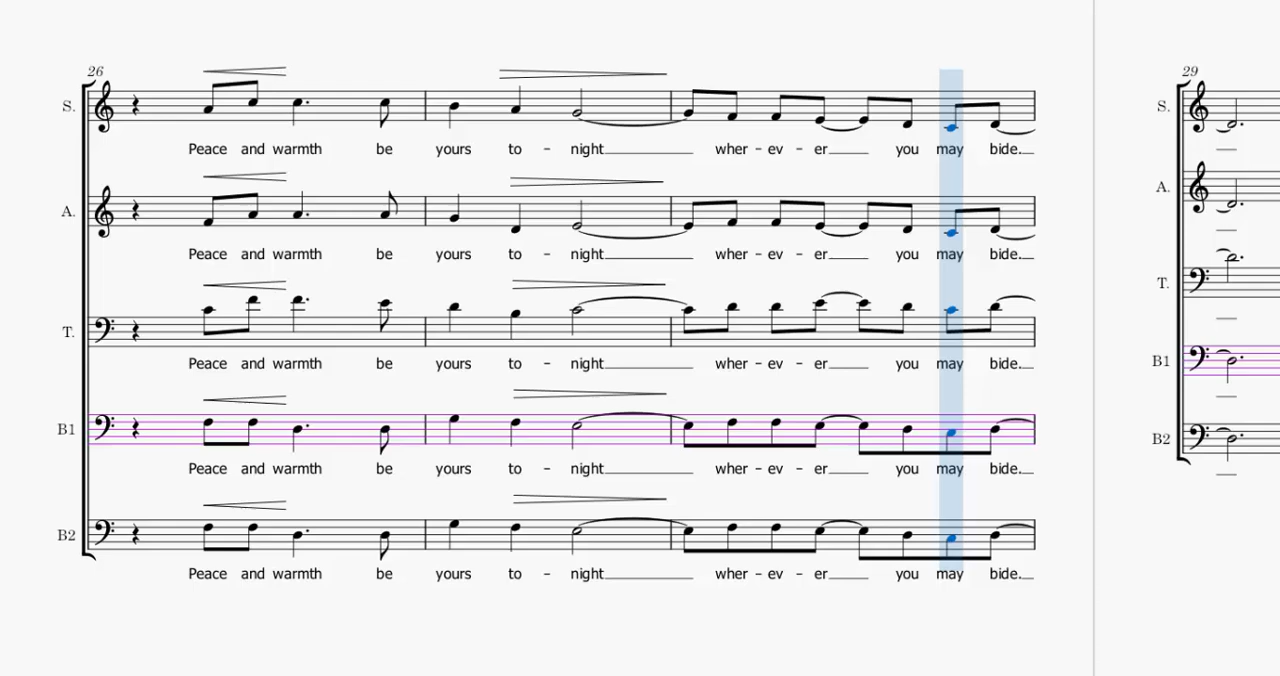 26
S.
Peace and warmth be yours to - night wher - ev - er you may bide.
A.
Peace and warmth be yours to - night wher - ev - er you may bide.
T.
Peace and warmth be yours to - night wher - ev - er you may bide.
B1
Peace and warmth be yours to - night wher - ev - er you may bide.
B2
Peace and warmth be yours to - night wher - ev - er you may bide.
29
S.
A.
T.
B1
B2